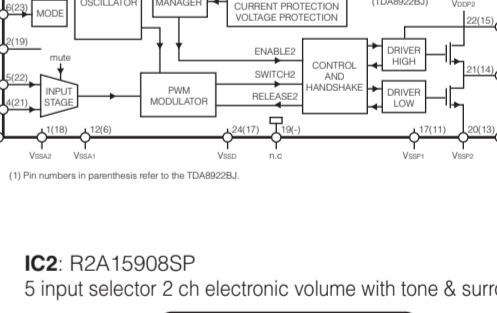 OSCILLATOR
MANAGER
CURRENT PROTECTION
VOLTAGE PROTECTION
(TDA8922BJ)
VDDP2
6(23)
MODE
22(15)
2(19)
mute
ENABLE2
DRIVER
HIGH
CONTROL
AND
HANDSHAKE
21(14)
5(22)
INPUT
STAGE
4(21)
PWM
MODULATOR
SWITCH2
RELEASE2
DRIVER
LOW
1(18)
12(6)
24(17)
19(-)
17(11)
20(13)
VSSA2
VSSA1
VSSD
n.c
VSSP1
VSSP2
(1) Pin numbers in parenthesis refer to the TDA8922BJ.
IC2: R2A15908SP
5 input selector 2 ch electronic volume with tone & surro